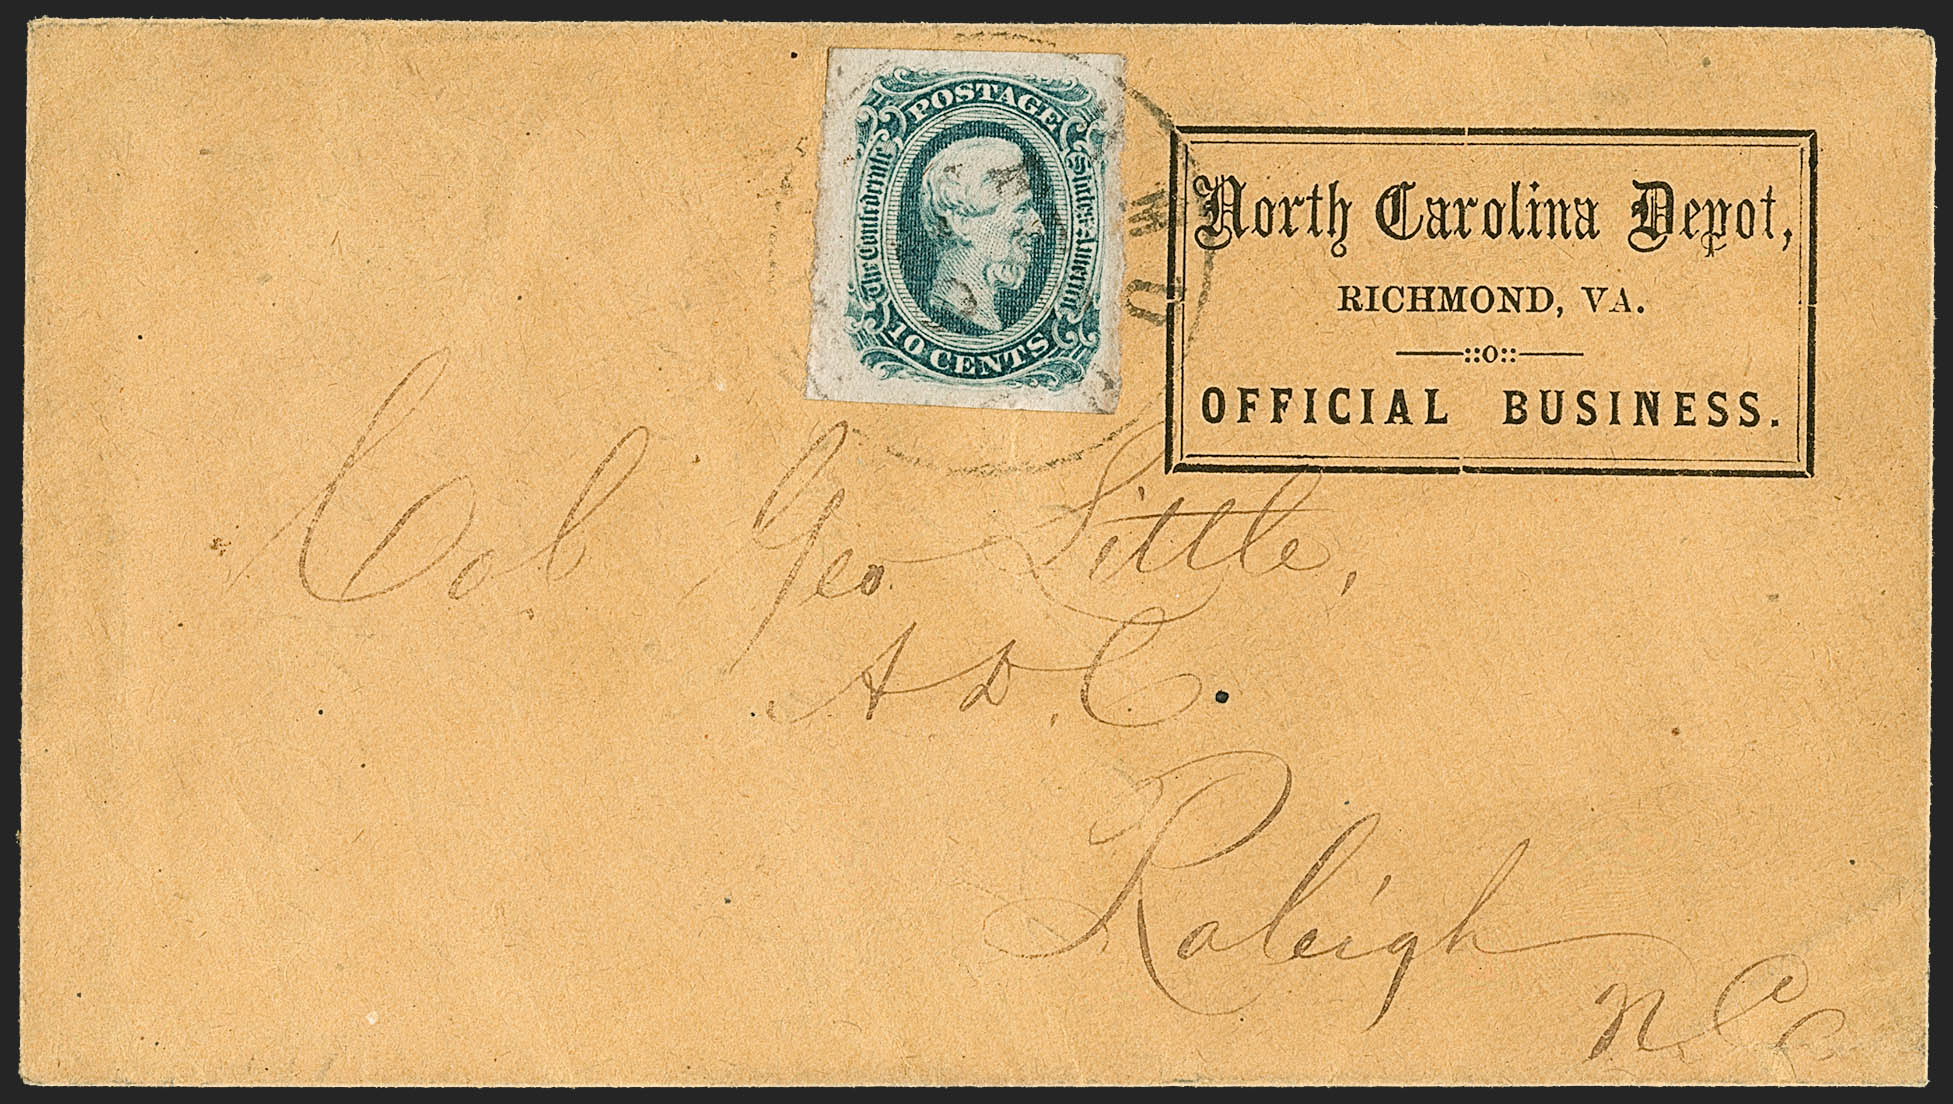 POSTAGE
The Confederate
States of America
10 CENTS
North Carolina Depot,
RICHMOND, VA.
OFFICIAL BUSINESS.
Col, Geo. Little,
A. D. C.
Raleigh
N. Ca